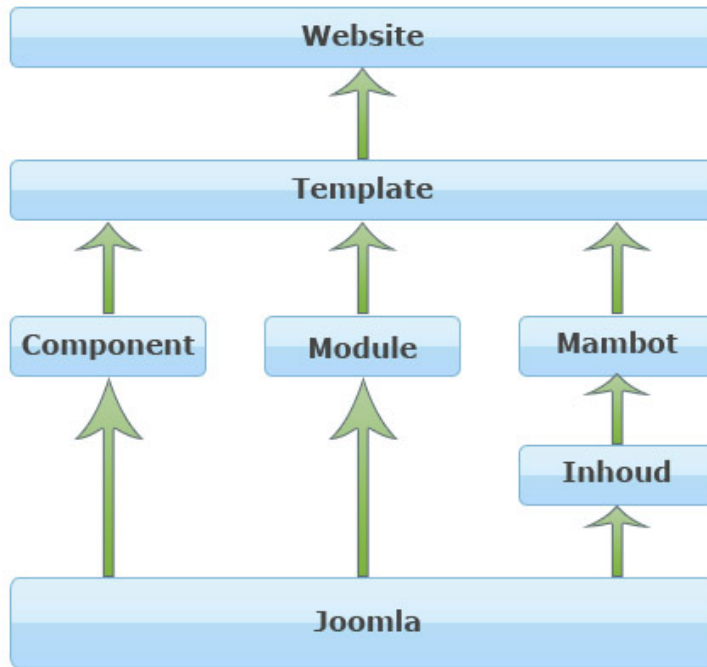 Website
Template
Component
Module
Mambot
Inhoud
Joomla